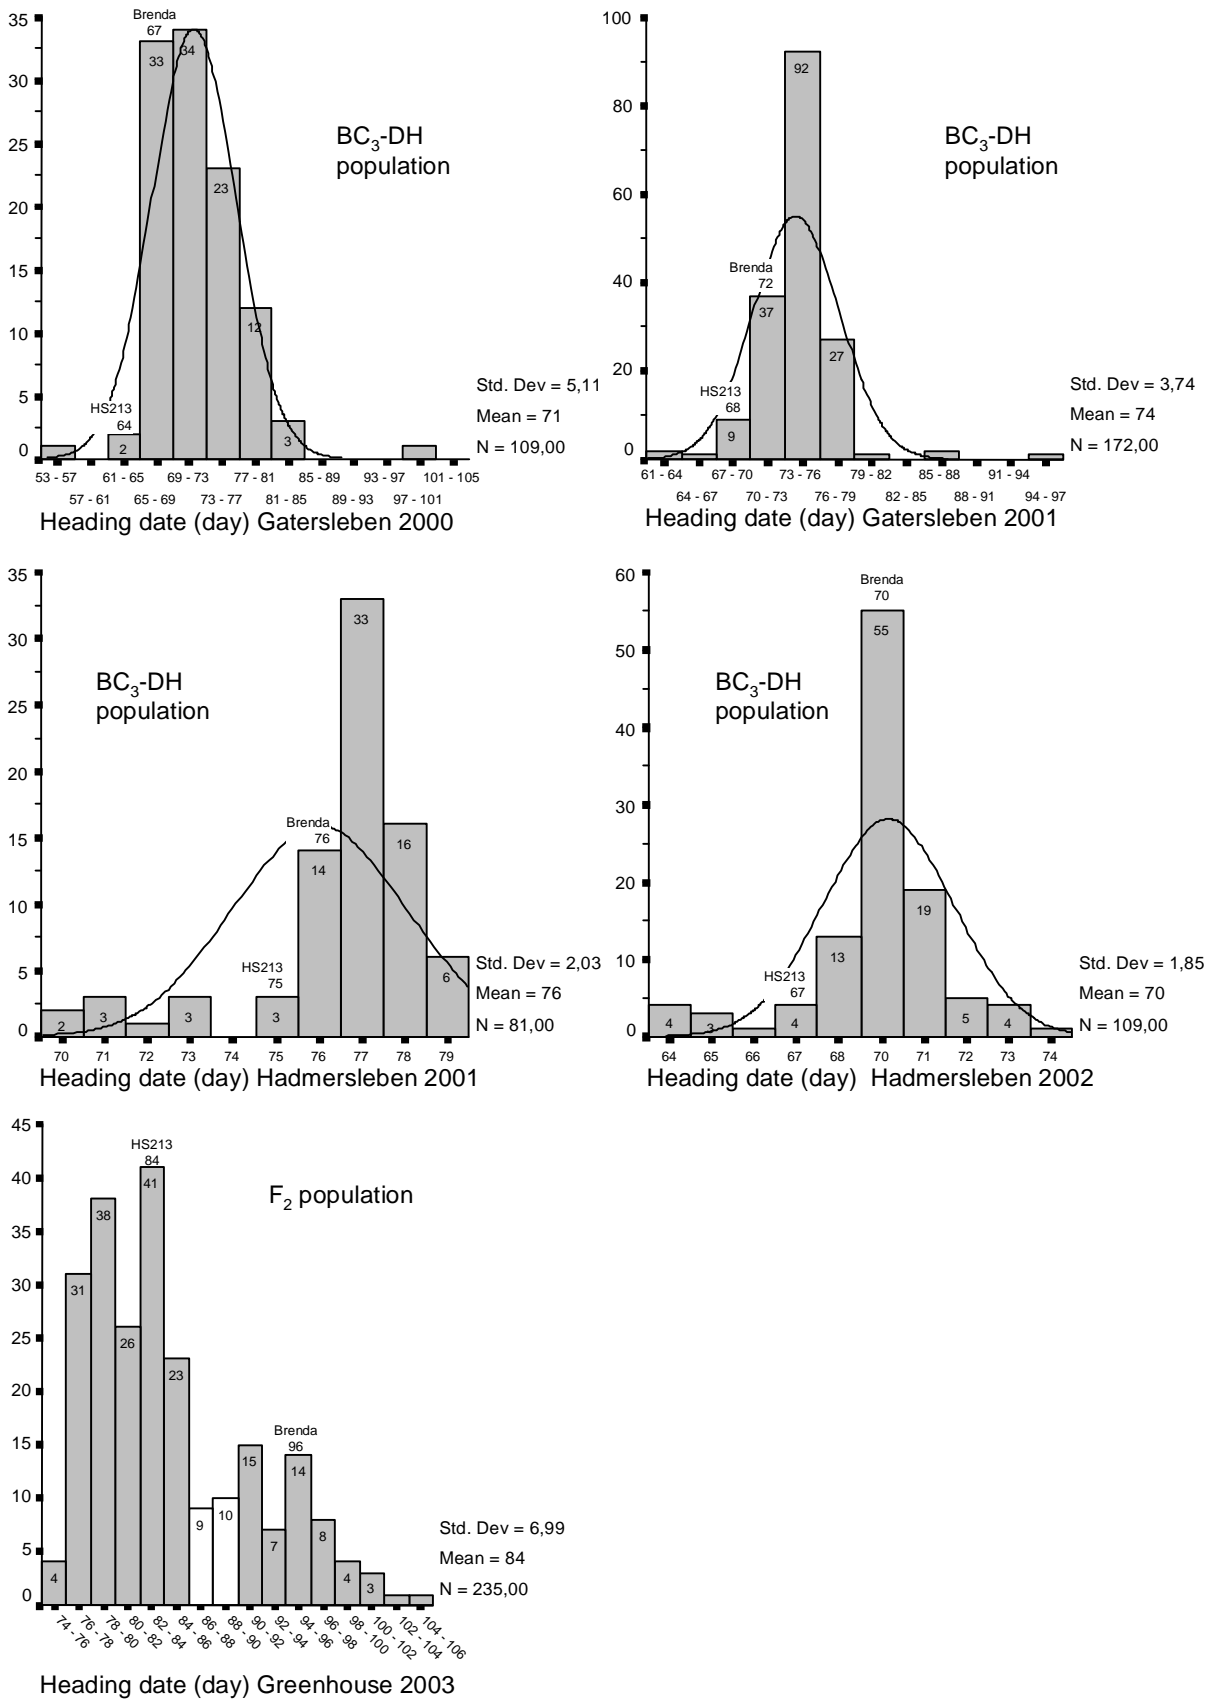 35
30
25
20
15
10
5
0
Brenda
67
33
34
23
12
3
HS213
64
2
BC3-DH
population
Std. Dev = 5,11
Mean = 71
N = 109,00
53 - 57 61 - 65 69 - 73 77 - 81 85 - 89 93 - 97 101 - 105
57 - 61 65 - 69 73 - 77 81 - 85 89 - 93 97 - 101
Heading date (day) Gatersleben 2000
100
80
60
40
20
0
92
Brenda
72
37
27
HS213
68
9
BC3-DH
population
Std. Dev = 3,74
Mean = 74
N = 172,00
61 - 64 67 - 70 73 - 76 79 - 82 85 - 88 91 - 94
64 - 67 70 - 73 76 - 79 82 - 85 88 - 91 94 - 97
Heading date (day) Gatersleben 2001
35
30
25
20
15
10
5
0
BC3-DH
population
33
Brenda
76
14
16
HS213
75
2
3
3
3
6
Std. Dev = 2,03
Mean = 76
N = 81,00
70 71 72 73 74 75 76 77 78 79
Heading date (day) Hadmersleben 2001
60
50
40
30
20
10
0
Brenda
70
55
BC3-DH
population
19
13
HS213
67
4
3
4
5
4
Std. Dev = 1,85
Mean = 70
N = 109,00
64 65 66 67 68 70 71 72 73 74
Heading date (day) Hadmersleben 2002
45
40
35
30
25
20
15
10
5
0
HS213
84
41
F2 population
38
31
26
23
Brenda
96
15
14
9
10
7
8
4
4
3
Std. Dev = 6,99
Mean = 84
N = 235,00
74 - 76
76 - 78
78 - 80
80 - 82
82 - 84
84 - 86
86 - 88
88 - 90
90 - 92
92 - 94
94 - 96
96 - 98
98 - 100
100 - 102
102 - 104
104 - 106
Heading date (day) Greenhouse 2003